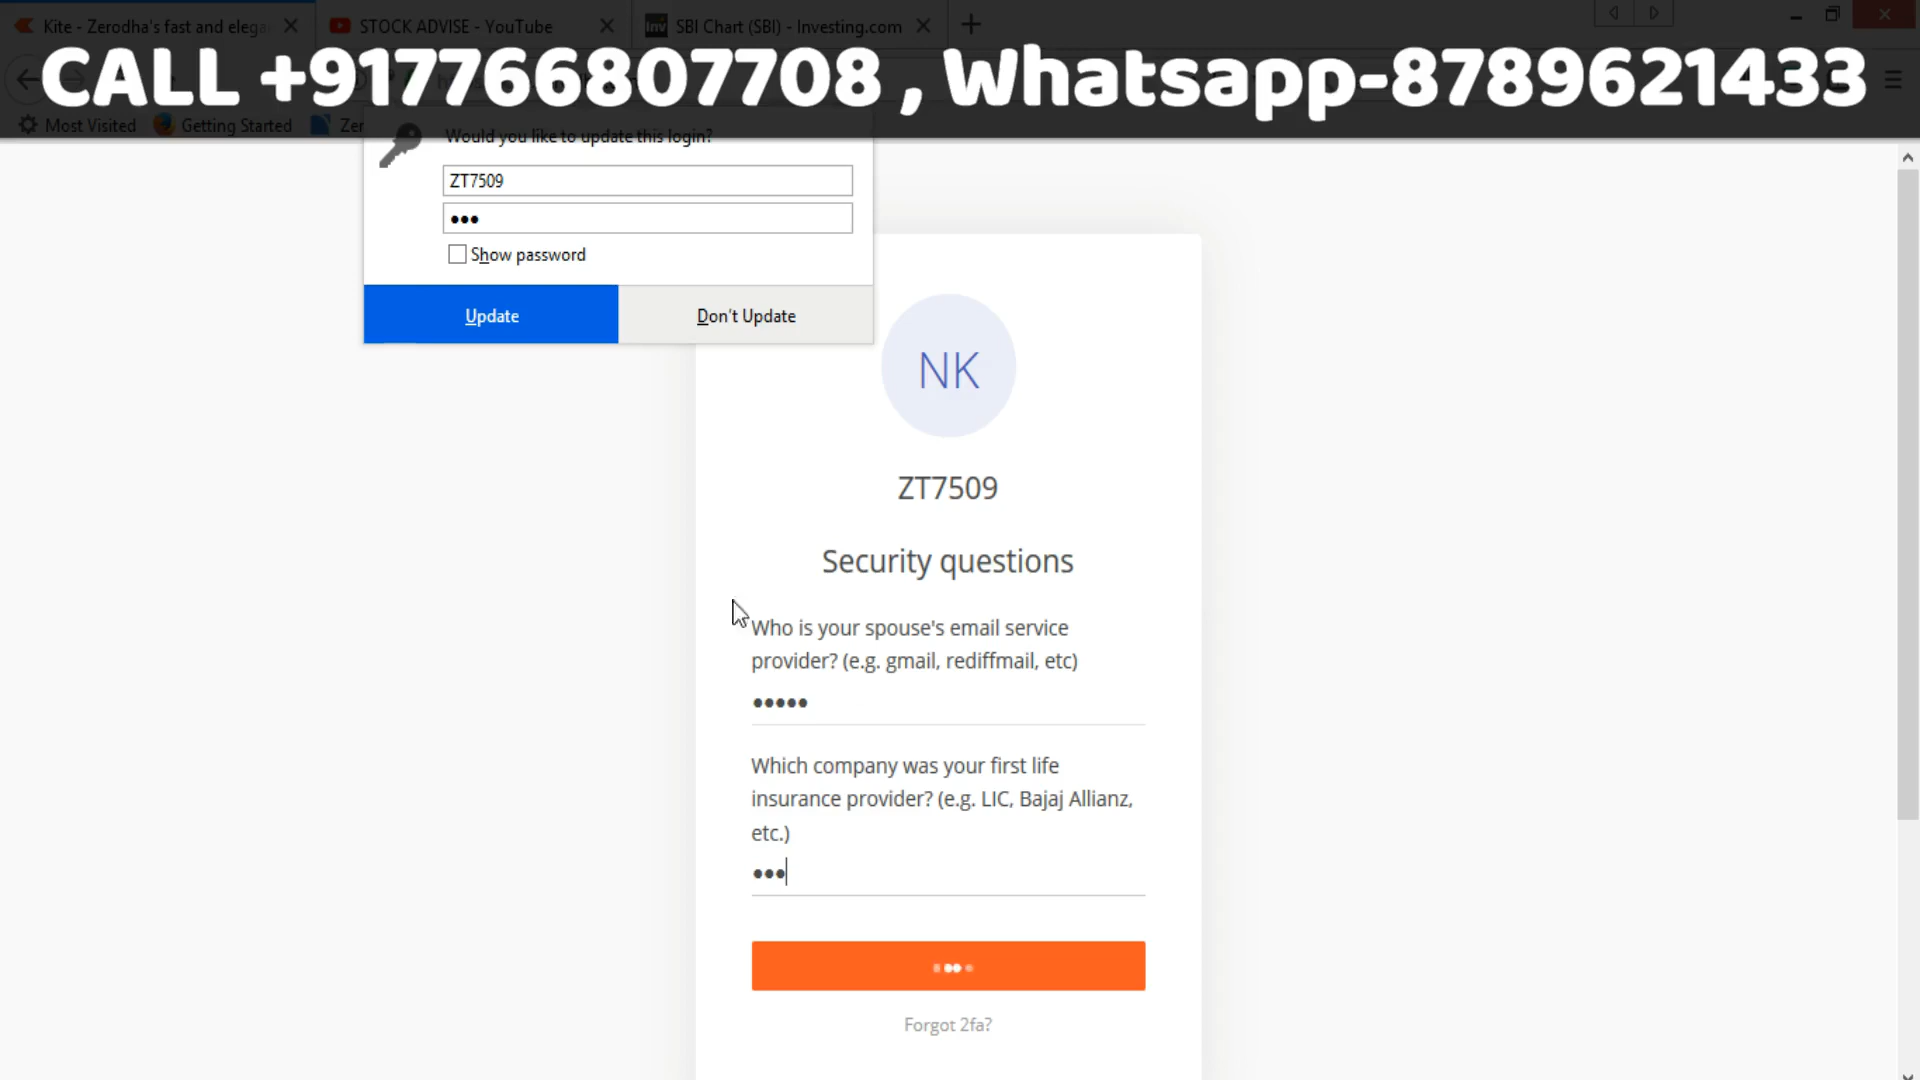 Kite - Zerodha's fast and elega
STOCK ADVISE - YouTube
SBI Chart (SBI) - Investing.com
CALL +917766807708 , Whatsapp-8789621433
Most Visited
Getting Started
Zer
Would you like to update this login?
ZT7509
•••
Show password
Update
Don't Update
NK
ZT7509
Security questions
Who is your spouse's email service
provider? (e.g. gmail, rediffmail, etc)
•••••
Which company was your first life
insurance provider? (e.g. LIC, Bajaj Allianz,
etc.)
•••
Forgot 2fa?